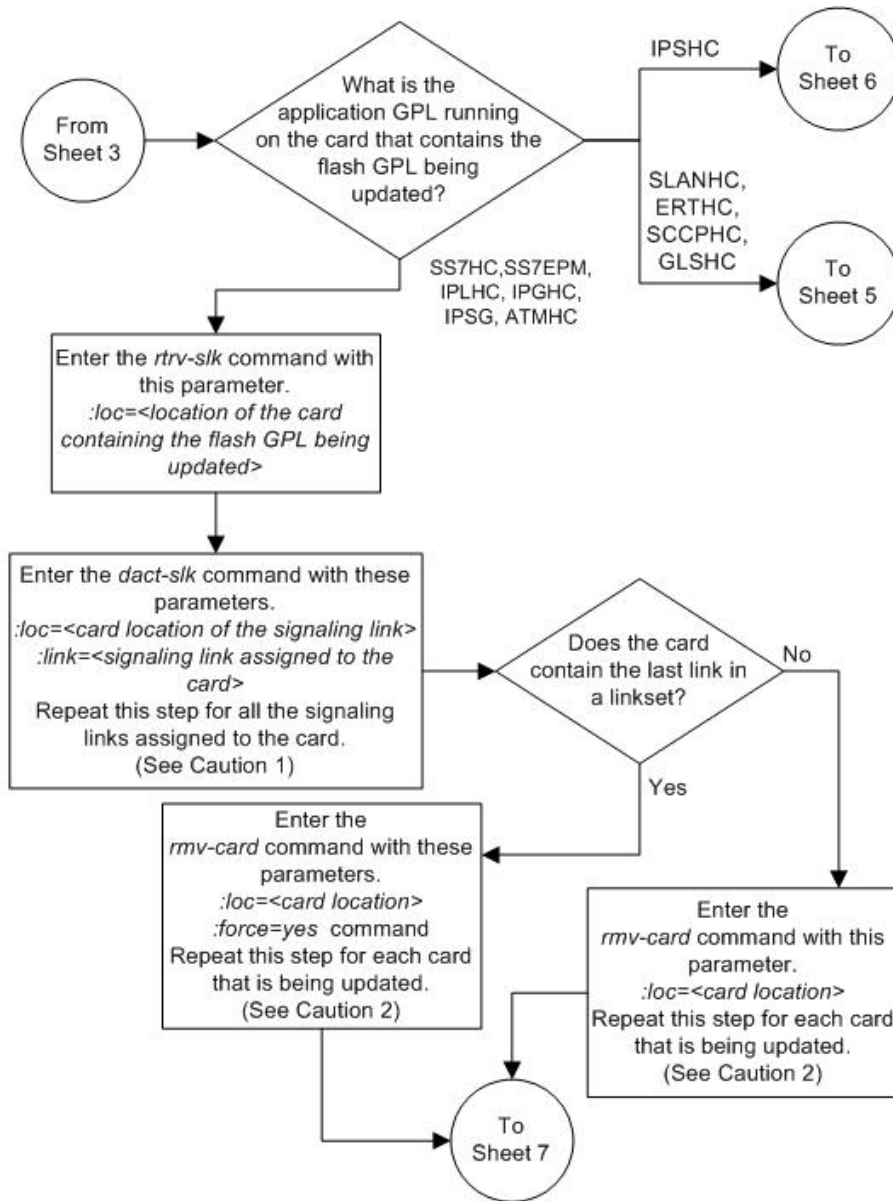 From
Sheet 3
What is the
application GPL running
on the card that contains the
flash GPL being
updated?
IPSHC
To
Sheet 6
SLANHC,
ERTHC,
SCCPHC,
GLSHC
To
Sheet 5
SS7HC,SS7EPM,
IPLHC, IPGHC,
IPSG, ATMHC
Enter the rtrv-slk command with
this parameter.
:loc=<location of the card
containing the flash GPL being
updated>
Enter the dact-slk command with these
parameters.
:loc=<card location of the signaling link>
:link=<signaling link assigned to the
card>
Repeat this step for all the signaling
links assigned to the card.
(See Caution 1)
Does the card
contain the last link in
a linkset?
No
Yes
Enter the
rmv-card command with these
parameters.
:loc=<card location>
:force=yes command
Repeat this step for each card
that is being updated.
(See Caution 2)
Enter the
rmv-card command with this
parameter.
:loc=<card location>
Repeat this step for each card
that is being updated.
(See Caution 2)
To
Sheet 7